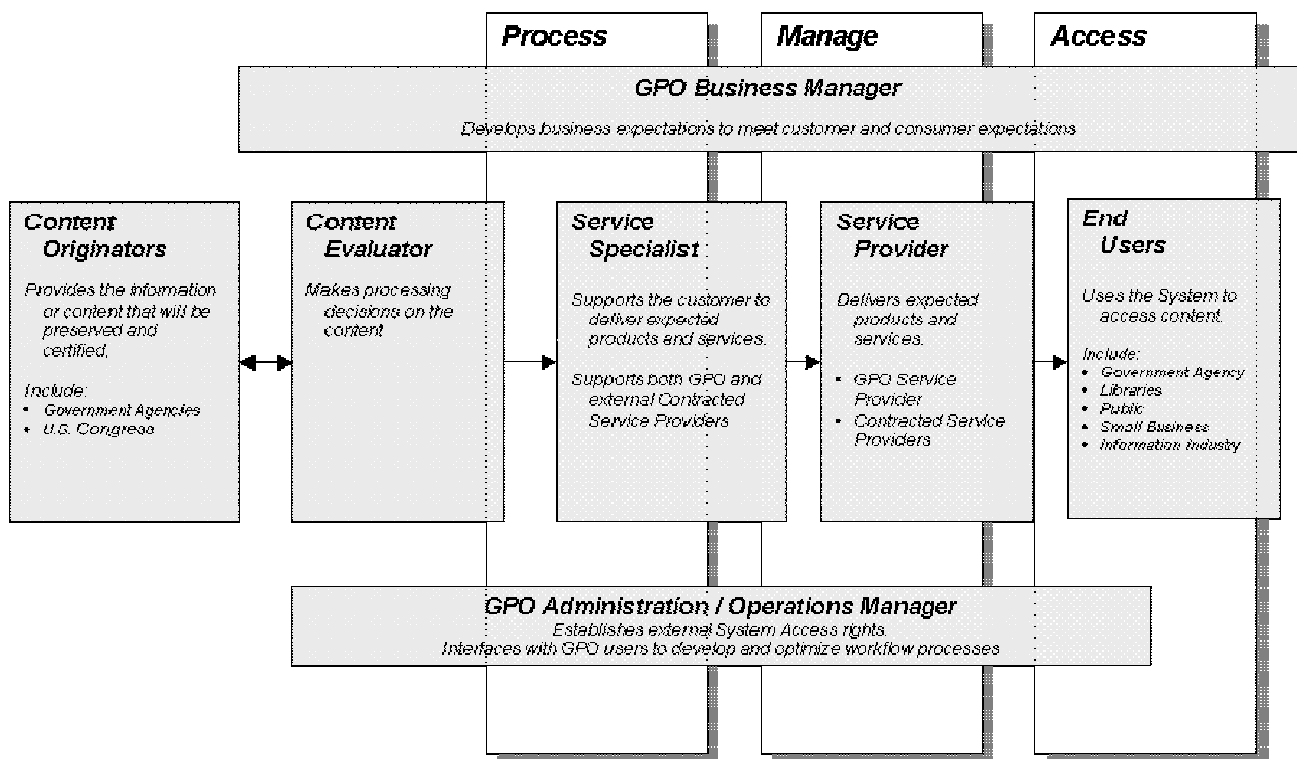 Process
Manage
Access
GPO Business Manager
Develops business expectations to meet customer and consumer expectations
Content
Originators
Provides the information
or content that will be
preserved and
certified.
Include:
• Government Agencies
• U.S. Congress
Content
Evaluator
Makes processing
decisions on the
content
Service
Specialist
Supports the customer to
deliver expected
products and services.
Supports both GPO and
external Contracted
Service Providers
Service
Provider
Delivers expected
products and
services.
• GPO Service
Provider
• Contracted Service
Providers
End
Users
Uses the System to
access content.
Include:
• Government Agency
• Libraries
• Public
• Small Business
• Information Industry
GPO Administration / Operations Manager
Establishes external System Access rights.
Interfaces with GPO users to develop and optimize workflow processes